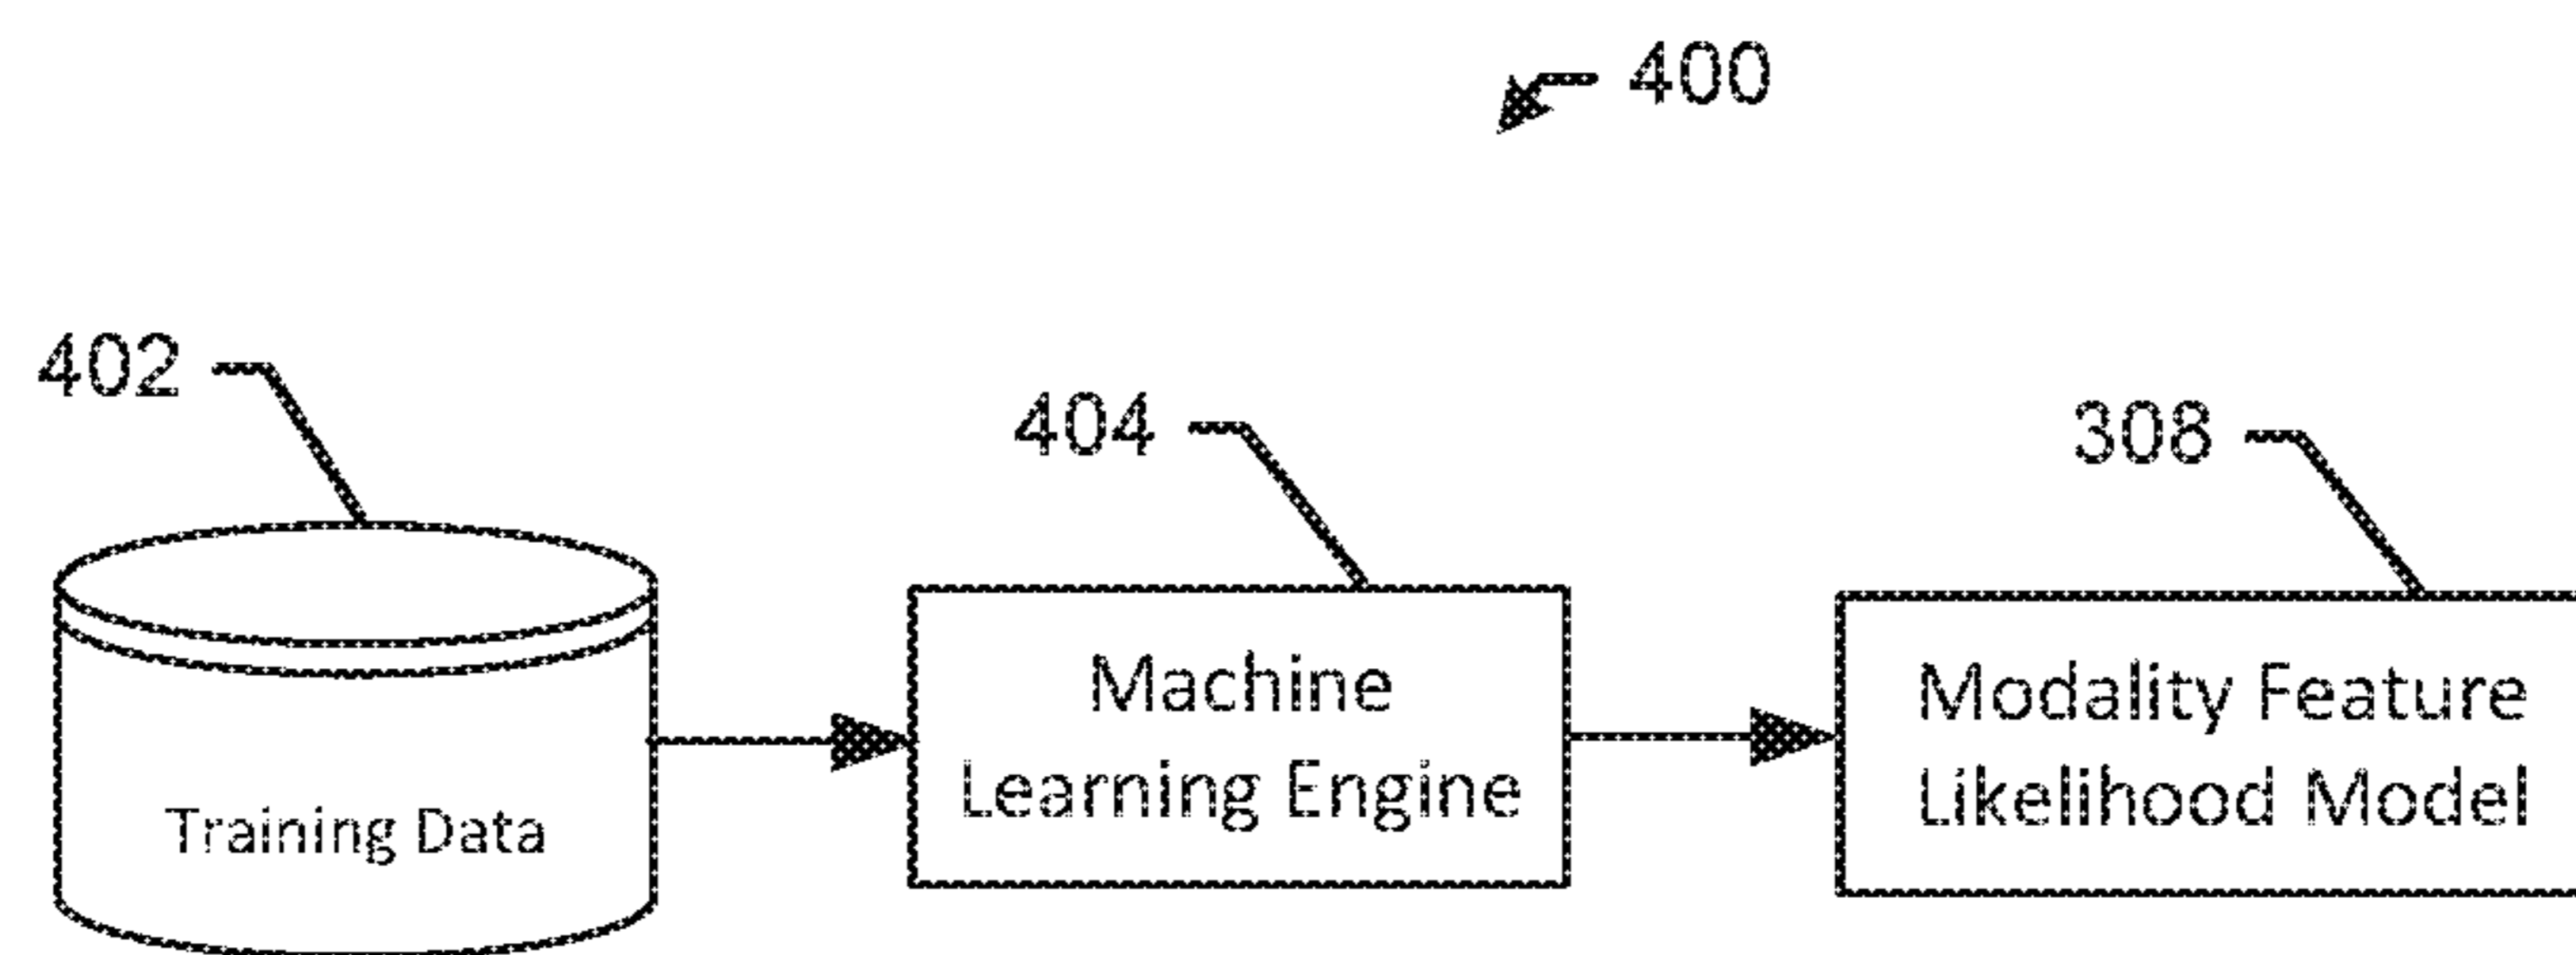 400
402
404
308
Machine
Learning Engine
Modality Feature
Likelihood Model
Training Data